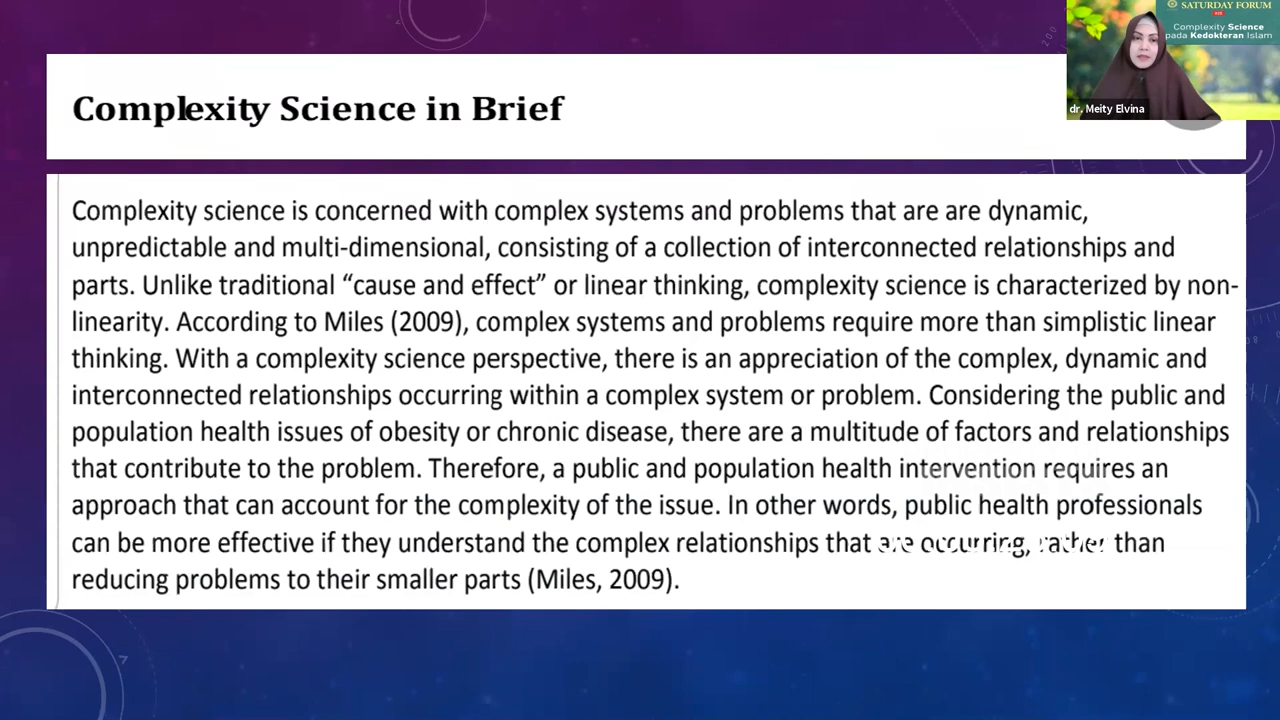 SATURDAY FORUM
Complexity Science
pada Kedokteran Islam
dr. Meity Elvina
Complexity Science in Brief
Complexity science is concerned with complex systems and problems that are are dynamic,
unpredictable and multi-dimensional, consisting of a collection of interconnected relationships and
parts. Unlike traditional “cause and effect” or linear thinking, complexity science is characterized by non-
linearity. According to Miles (2009), complex systems and problems require more than simplistic linear
thinking. With a complexity science perspective, there is an appreciation of the complex, dynamic and
interconnected relationships occurring within a complex system or problem. Considering the public and
population health issues of obesity or chronic disease, there are a multitude of factors and relationships
that contribute to the problem. Therefore, a public and population health intervention requires an
approach that can account for the complexity of the issue. In other words, public health professionals
can be more effective if they understand the complex relationships that are occurring, rather than
reducing problems to their smaller parts (Miles, 2009).